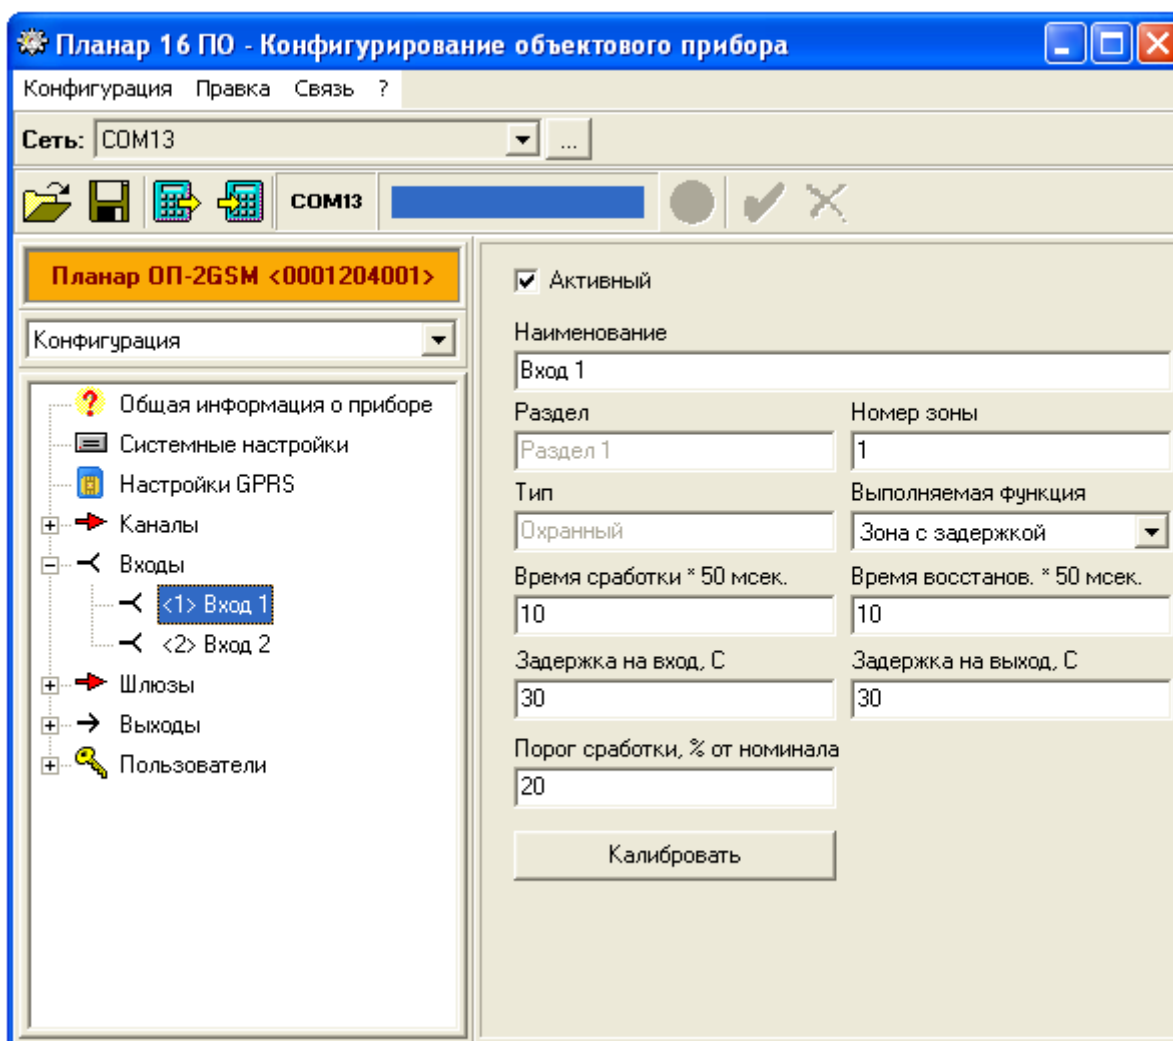 Планар 16 ПО - Конфигурирование объектового прибора
Конфигурация Правка Связь ?
Сеть: COM13 ...
COM13
Планар ОП-2GSM <0001204001>
Конфигурация
Общая информация о приборе
Системные настройки
Настройки GPRS
Каналы
Входы
<1> Вход 1
<2> Вход 2
Шлюзы
Выходы
Пользователи
Активный
Наименование
Вход 1
Раздел Номер зоны
Раздел 1 1
Тип Выполняемая функция
Охранный Зона с задержкой
Время сработки * 50 мсек. Время восстанов. * 50 мсек.
10 10
Задержка на вход, С Задержка на выход, С
30 30
Порог сработки, % от номинала
20
Калибровать